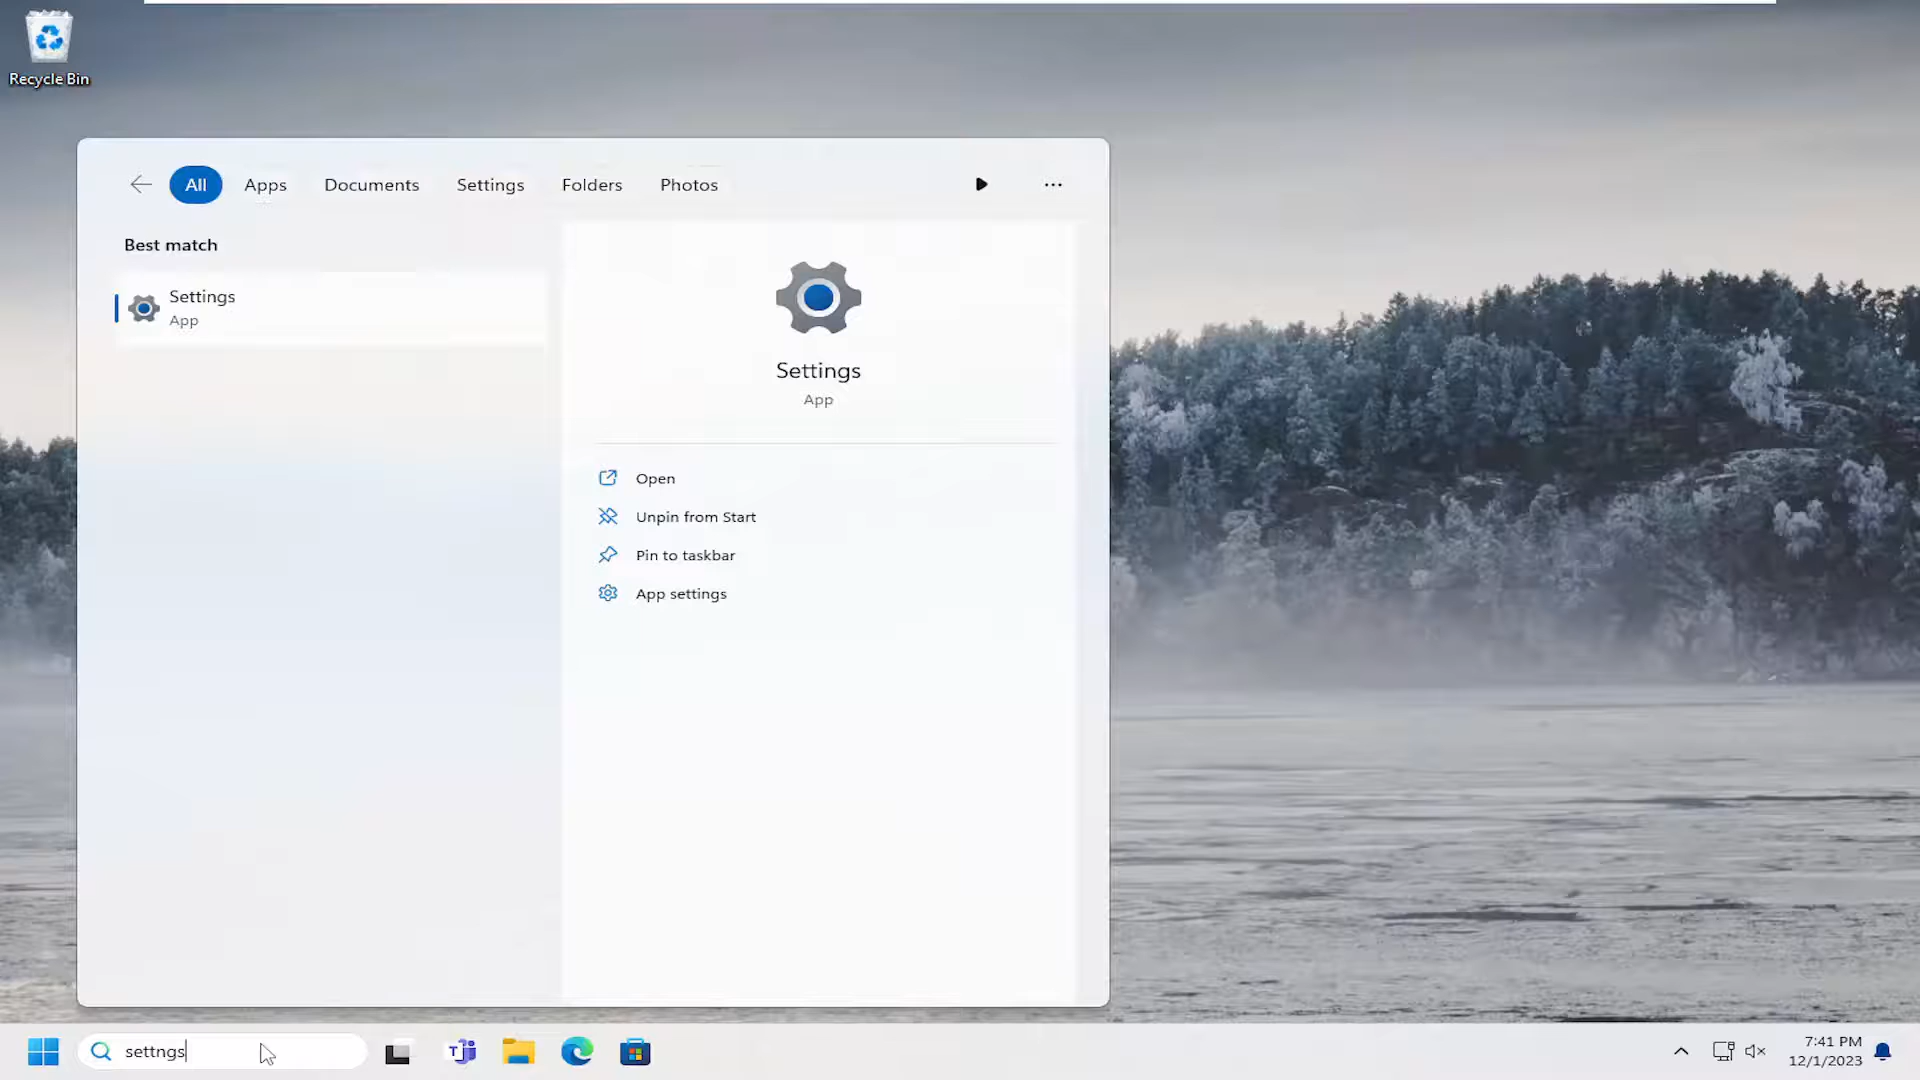 Recycle Bin
All Apps Documents Settings Folders Photos
Best match
Settings
App
Settings
App
Open
Unpin from Start
Pin to taskbar
App settings
settngs
7:41 PM
12/1/2023